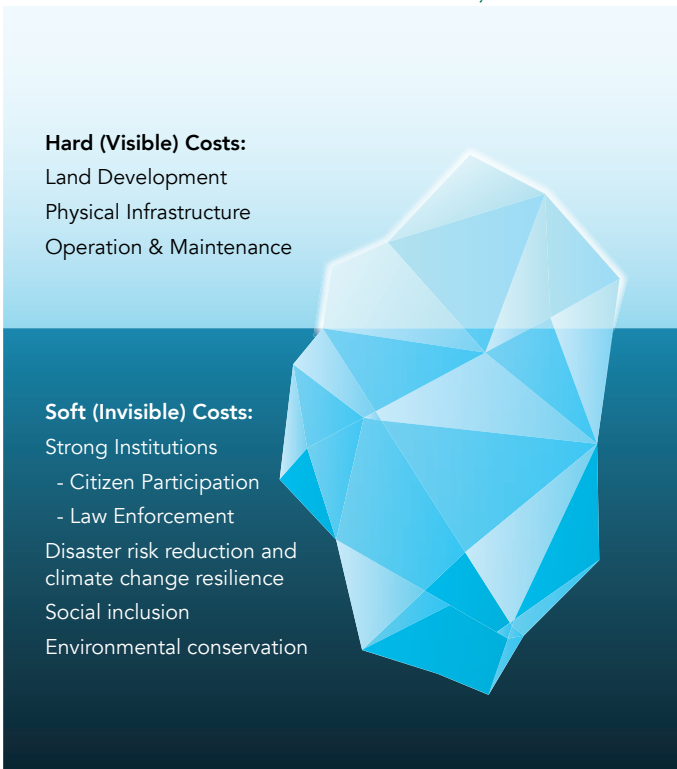 Hard (Visible) Costs:
Land Development
Physical Infrastructure
Operation & Maintenance
Soft (Invisible) Costs:
Strong Institutions
- Citizen Participation
- Law Enforcement
Disaster risk reduction and
climate change resilience
Social inclusion
Environmental conservation